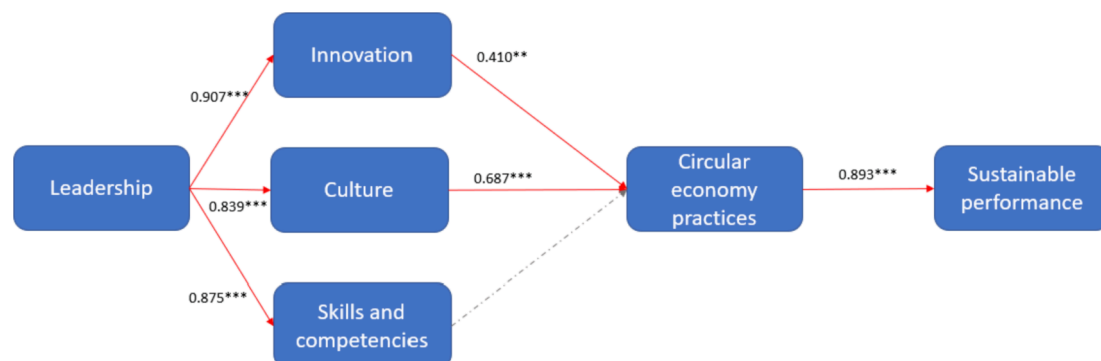 Innovation
0.410**
0.907***
Leadership
Culture
0.687***
Circular
economy
practices
0.893***
Sustainable
performance
0.839***
0.875***
Skills and
competencies